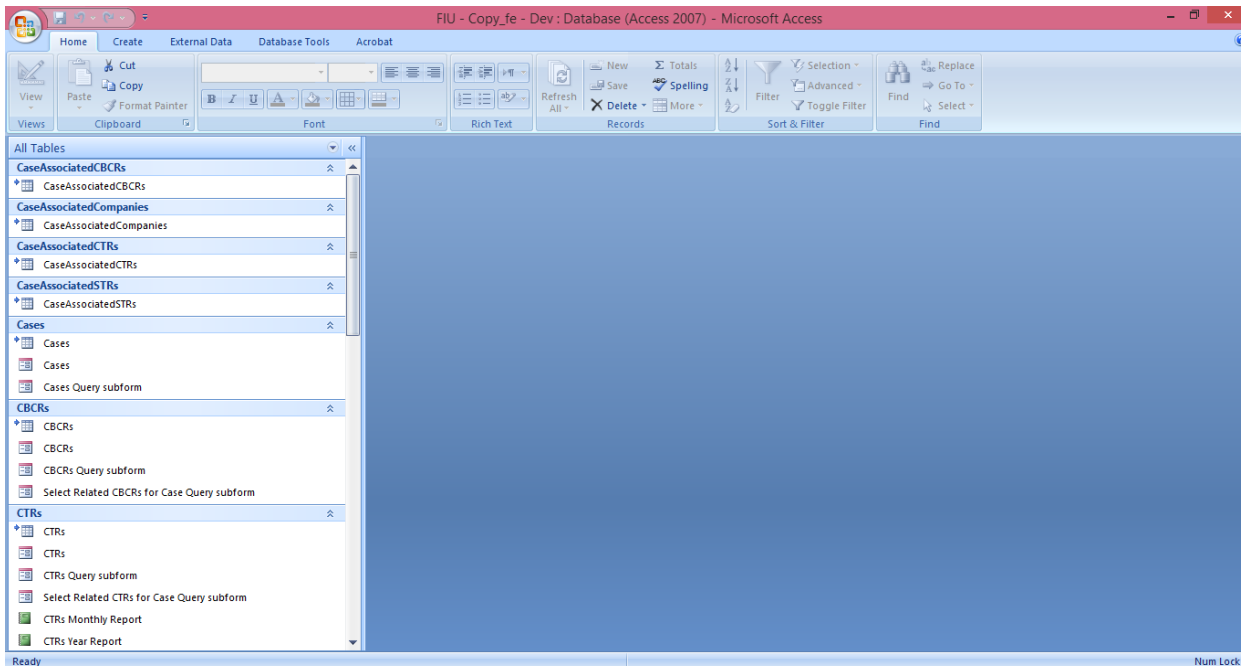 FIU - Copy_fe - Dev : Database (Access 2007) - Microsoft Access
Home Create External Data Database Tools Acrobat
View
Views
Paste
Cut
Copy
Format Painter
Clipboard
B I U A
Font
Rich Text
Refresh All
New
Save
Delete
Σ Totals
ABC Spelling
More
Records
Filter
Selection
Advanced
Toggle Filter
Sort & Filter
Find
Replace
Go To
Select
Find
All Tables
CaseAssociatedCBCRs
CaseAssociatedCBCRs
CaseAssociatedCompanies
CaseAssociatedCompanies
CaseAssociatedCTRs
CaseAssociatedCTRs
CaseAssociatedSTRs
CaseAssociatedSTRs
Cases
Cases
Cases
Cases Query subform
CBCRs
CBCRs
CBCRs
CBCRs Query subform
Select Related CBCRs for Case Query subform
CTRs
CTRs
CTRs
CTRs Query subform
Select Related CTRs for Case Query subform
CTRs Monthly Report
CTRs Year Report
Ready
Num Lock